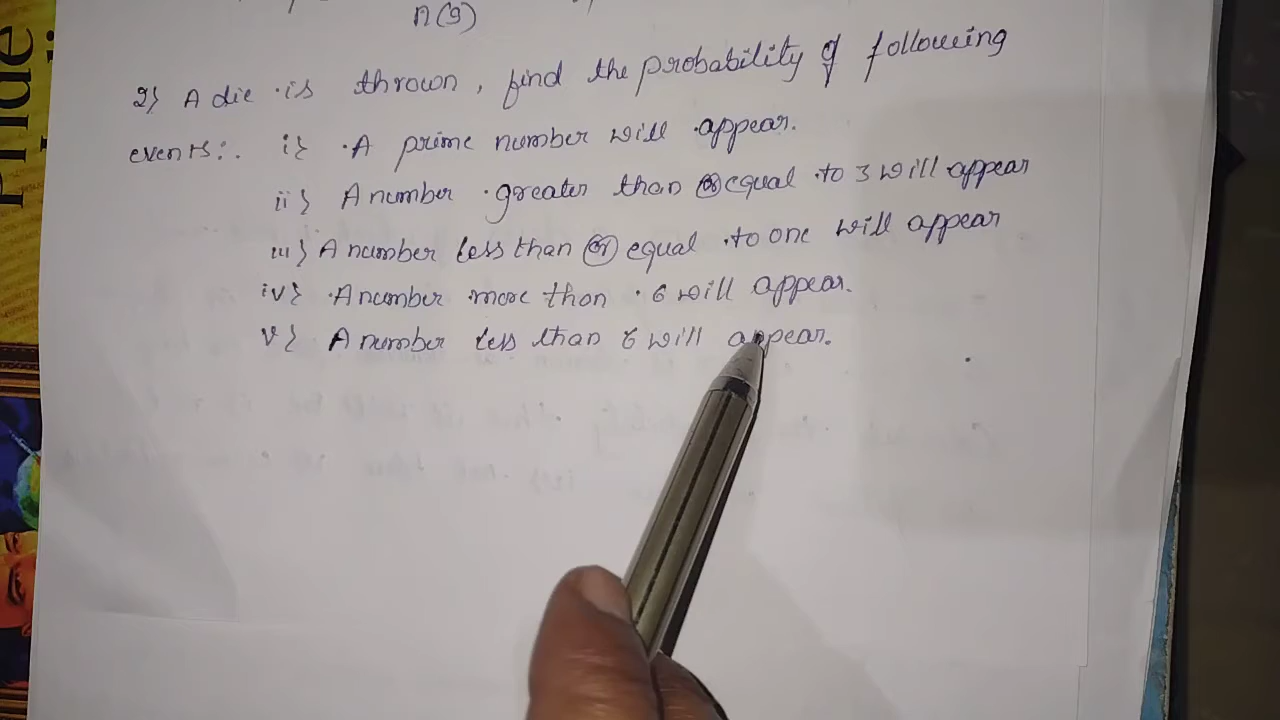 n(s)
2} A die is thrown, find the probability of following
events:. i} A prime number will appear.
ii} A number greater than or equal to 3 will appear
iii} A number less than or equal to one will appear
iv} A number more than 6 will appear.
v} A number less than 6 will appear.